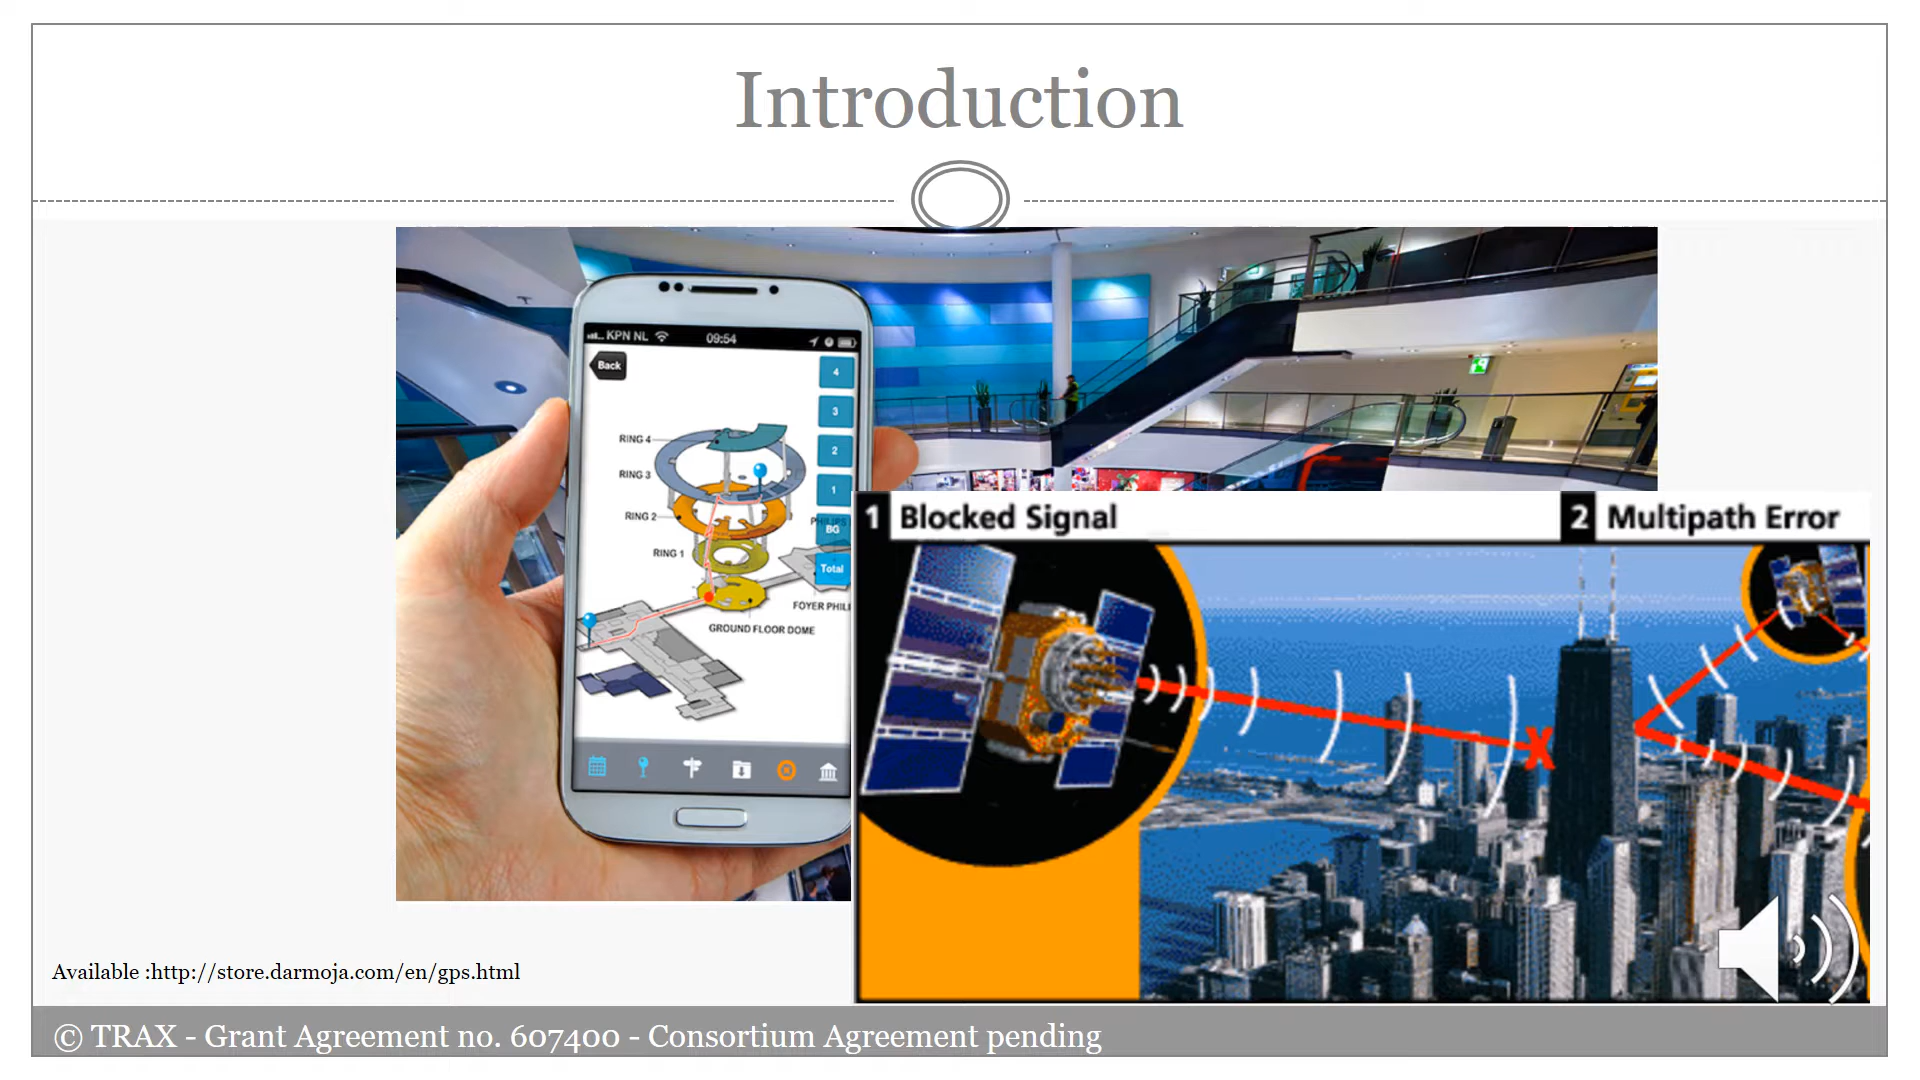 Introduction
KPN NL 09:54
Back
4
3
2
1
BG
Total
RING 4
RING 3
RING 2
RING 1
PHILIPS
FOYER PHILI
GROUND FLOOR DOME
1 Blocked Signal
2 Multipath Error
X
Available :http://store.darmoja.com/en/gps.html
© TRAX - Grant Agreement no. 607400 - Consortium Agreement pending